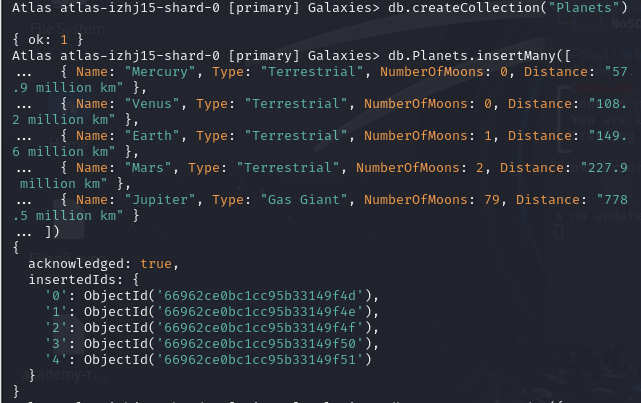 Atlas atlas-izhj15-shard-0 [primary] Galaxies> db.createCollection("Planets")
{ ok: 1 }
Atlas atlas-izhj15-shard-0 [primary] Galaxies> db.Planets.insertMany([
...    { Name: "Mercury", Type: "Terrestrial", NumberOfMoons: 0, Distance: "57
.9 million km" },
...    { Name: "Venus", Type: "Terrestrial", NumberOfMoons: 0, Distance: "108.
2 million km" },
...    { Name: "Earth", Type: "Terrestrial", NumberOfMoons: 1, Distance: "149.
6 million km" },
...    { Name: "Mars", Type: "Terrestrial", NumberOfMoons: 2, Distance: "227.9
 million km" },
...    { Name: "Jupiter", Type: "Gas Giant", NumberOfMoons: 79, Distance: "778
.5 million km" }
... ])
{
  acknowledged: true,
  insertedIds: {
    '0': ObjectId('66962ce0bc1cc95b33149f4d'),
    '1': ObjectId('66962ce0bc1cc95b33149f4e'),
    '2': ObjectId('66962ce0bc1cc95b33149f4f'),
    '3': ObjectId('66962ce0bc1cc95b33149f50'),
    '4': ObjectId('66962ce0bc1cc95b33149f51')
  }
}